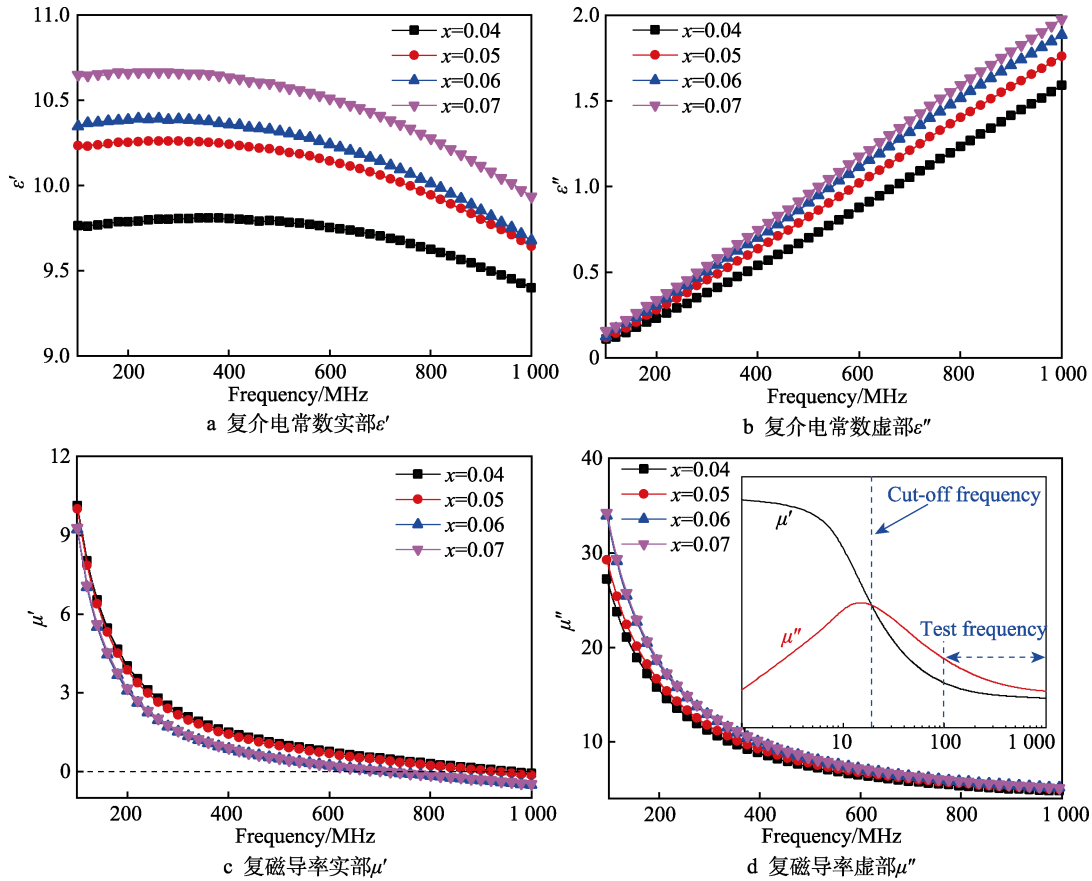 11.0
10.5
10.0
9.5
9.0
ε′
x=0.04
x=0.05
x=0.06
x=0.07
200
400
600
800
1 000
Frequency/MHz
a 复介电常数实部ε′
2.0
1.5
1.0
0.5
0
ε″
x=0.04
x=0.05
x=0.06
x=0.07
200
400
600
800
1 000
Frequency/MHz
b 复介电常数虚部ε″
12
9
6
3
0
μ′
x=0.04
x=0.05
x=0.06
x=0.07
200
400
600
800
1 000
Frequency/MHz
c 复磁导率实部μ′
40
30
20
10
μ″
x=0.04
x=0.05
x=0.06
x=0.07
Cut-off frequency
μ′
μ″
Test frequency
10
100
1 000
200
400
600
800
1 000
Frequency/MHz
d 复磁导率虚部μ″